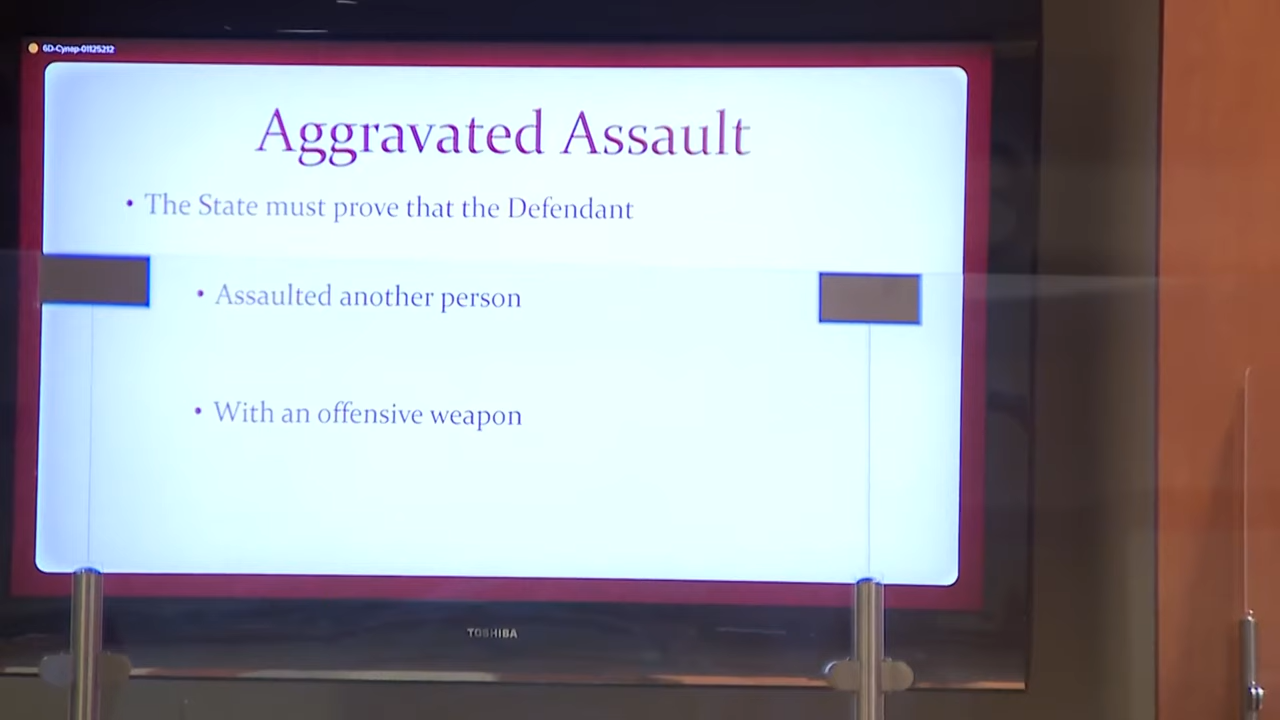 6D-Cynap-01125212
Aggravated Assault
• The State must prove that the Defendant
• Assaulted another person
• With an offensive weapon
TOSHIBA